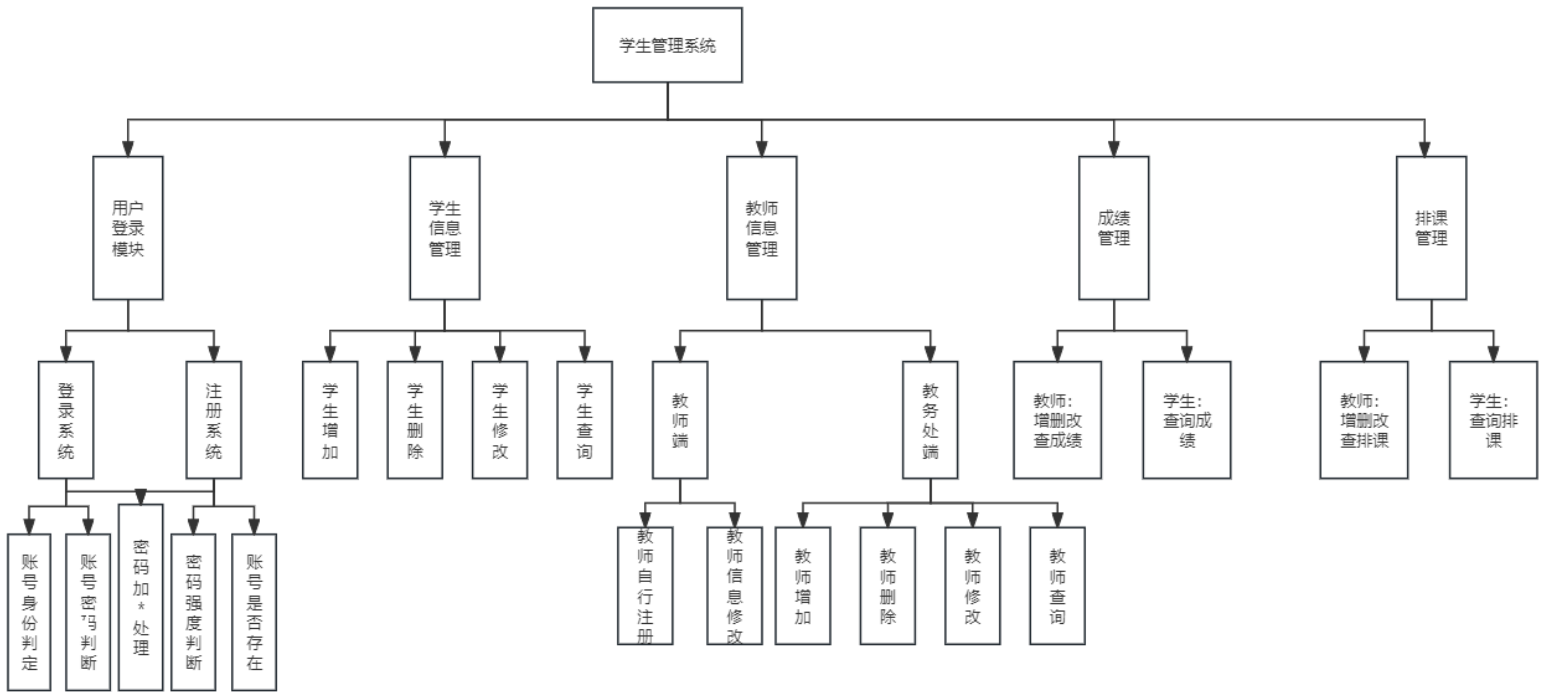 学生管理系统
用户
登录
模块
学生
信息
管理
教师
信息
管理
成绩
管理
排课
管理
登录系统
注册系统
学生增加
学生删除
学生修改
学生查询
教师端
教务处端
教师：
增删改
查成绩
学生：
查询成
绩
教师：
增删改
查排课
学生：
查询排
课
账号身份判定
账号密码判断
密码加*处理
密码强度判断
账号是否存在
教师自行注册
教师信息修改
教师增加
教师删除
教师修改
教师查询